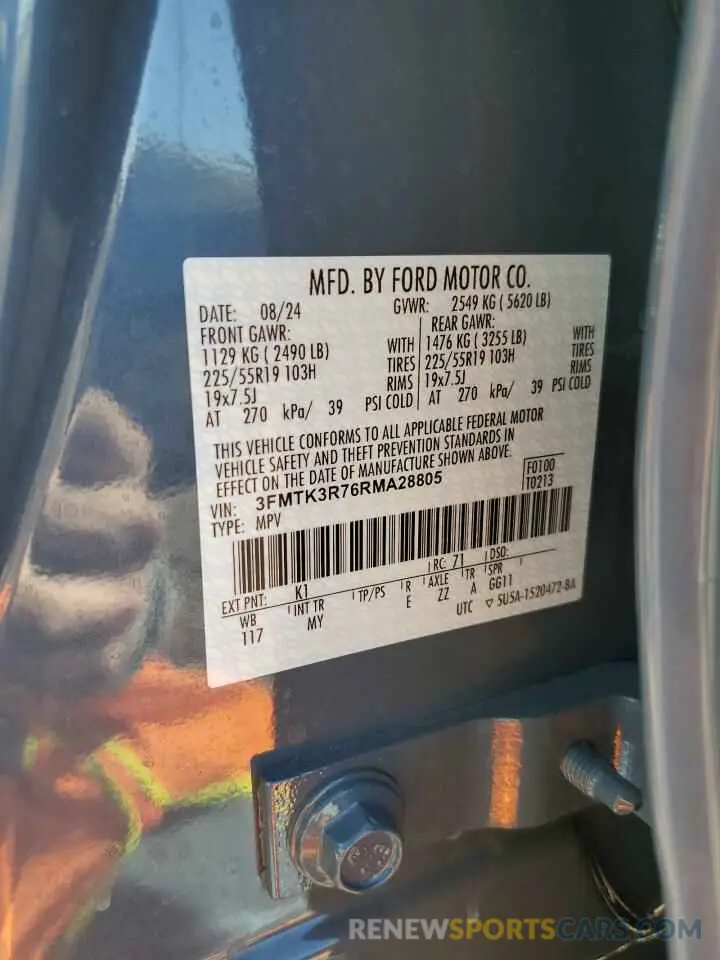 MFD. BY FORD MOTOR CO.
DATE: 08/24 GVWR: 2549 KG ( 5620 LB)
FRONT GAWR: REAR GAWR:
1129 KG ( 2490 LB) WITH 1476 KG ( 3255 LB) WITH
225/55R19 103H TIRES 225/55R19 103H TIRES
19x7.5J RIMS 19x7.5J RIMS
AT 270 kPa/ 39 PSI COLD AT 270 kPa/ 39 PSI COLD
THIS VEHICLE CONFORMS TO ALL APPLICABLE FEDERAL MOTOR
VEHICLE SAFETY AND THEFT PREVENTION STANDARDS IN
EFFECT ON THE DATE OF MANUFACTURE SHOWN ABOVE.
VIN: 3FMTK3R76RMA28805 F0100
TYPE: MPV T0213
EXT PNT: K1 RC: 71 DSO:
WB INT TR TP/PS R AXLE TR SPR
117 MY E ZZ A GG11
UTC ▽ 5U5A-1520472-BA
RENEWSPORTSCARS.COM